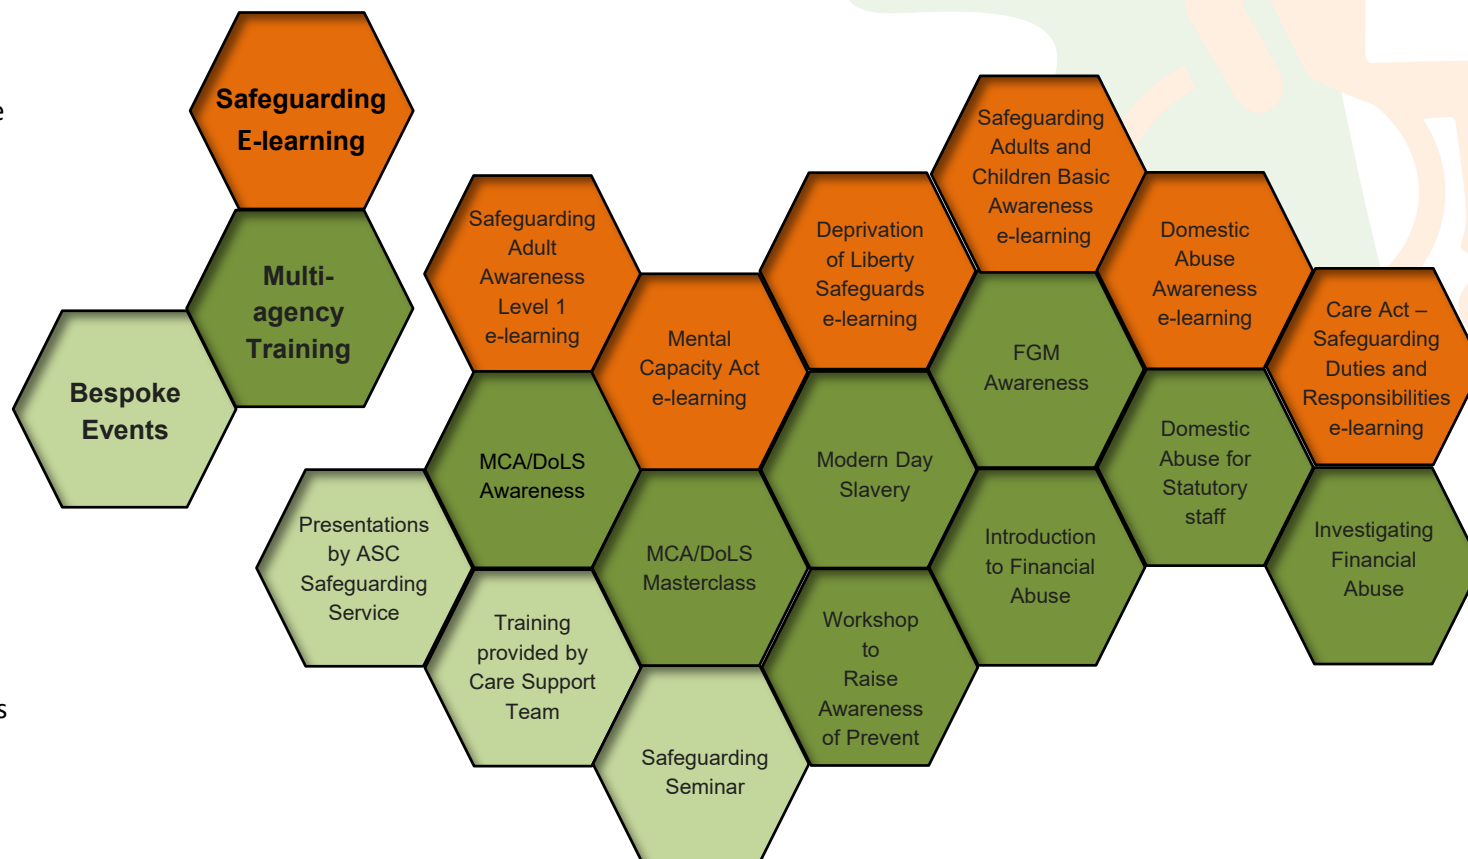 e
Safeguarding
E-learning
Multi-
agency
Training
Bespoke
Events
s
Safeguarding
Adult
Awareness
Level 1
e-learning
Mental
Capacity Act
e-learning
Deprivation
of Liberty
Safeguards
e-learning
Safeguarding
Adults and
Children Basic
Awareness
e-learning
Domestic
Abuse
Awareness
e-learning
Care Act –
Safeguarding
Duties and
Responsibilities
e-learning
MCA/DoLS
Awareness
MCA/DoLS
Masterclass
Modern Day
Slavery
FGM
Awareness
Domestic
Abuse for
Statutory
staff
Introduction
to Financial
Abuse
Investigating
Financial
Abuse
Workshop
to
Raise
Awareness
of Prevent
Presentations
by ASC
Safeguarding
Service
Training
provided by
Care Support
Team
Safeguarding
Seminar